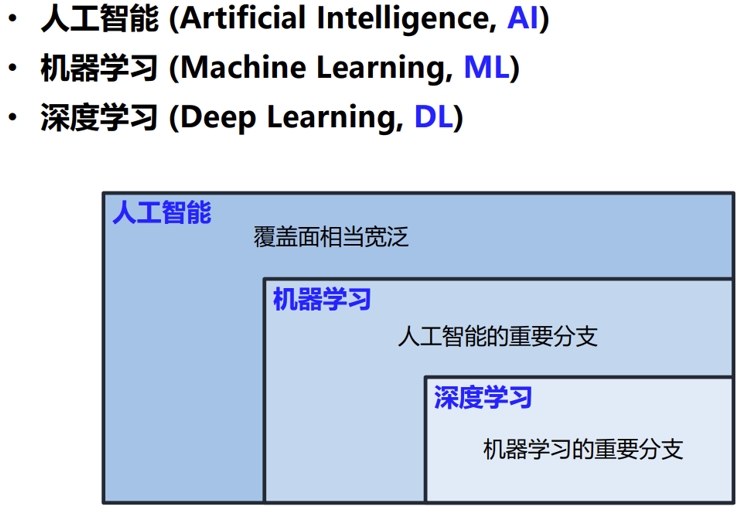 • 人工智能 (Artificial Intelligence, AI)
• 机器学习 (Machine Learning, ML)
• 深度学习 (Deep Learning, DL)
人工智能
覆盖面相当宽泛
机器学习
人工智能的重要分支
深度学习
机器学习的重要分支